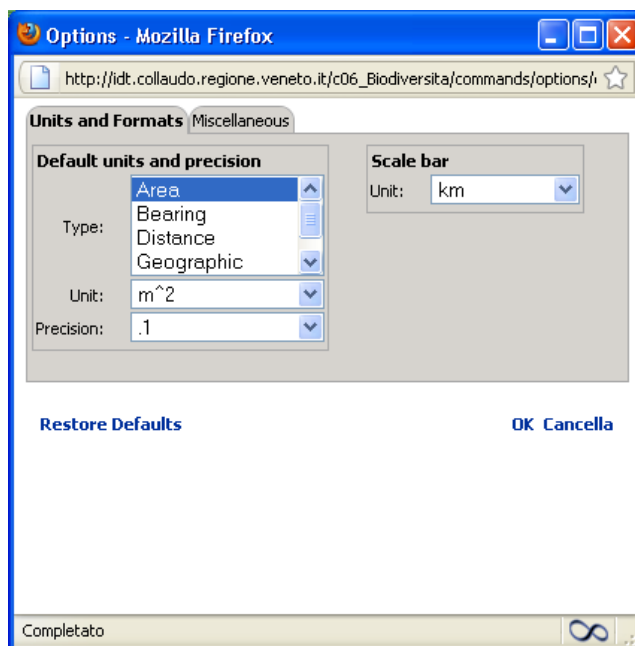 Options - Mozilla Firefox
http://idt.collaudo.regione.veneto.it/c06_Biodiversita/commands/options/
Units and Formats Miscellaneous
Default units and precision
Type:
Area
Bearing
Distance
Geographic
Unit: m^2
Precision: .1
Scale bar
Unit: km
Restore Defaults
OK Cancella
Completato